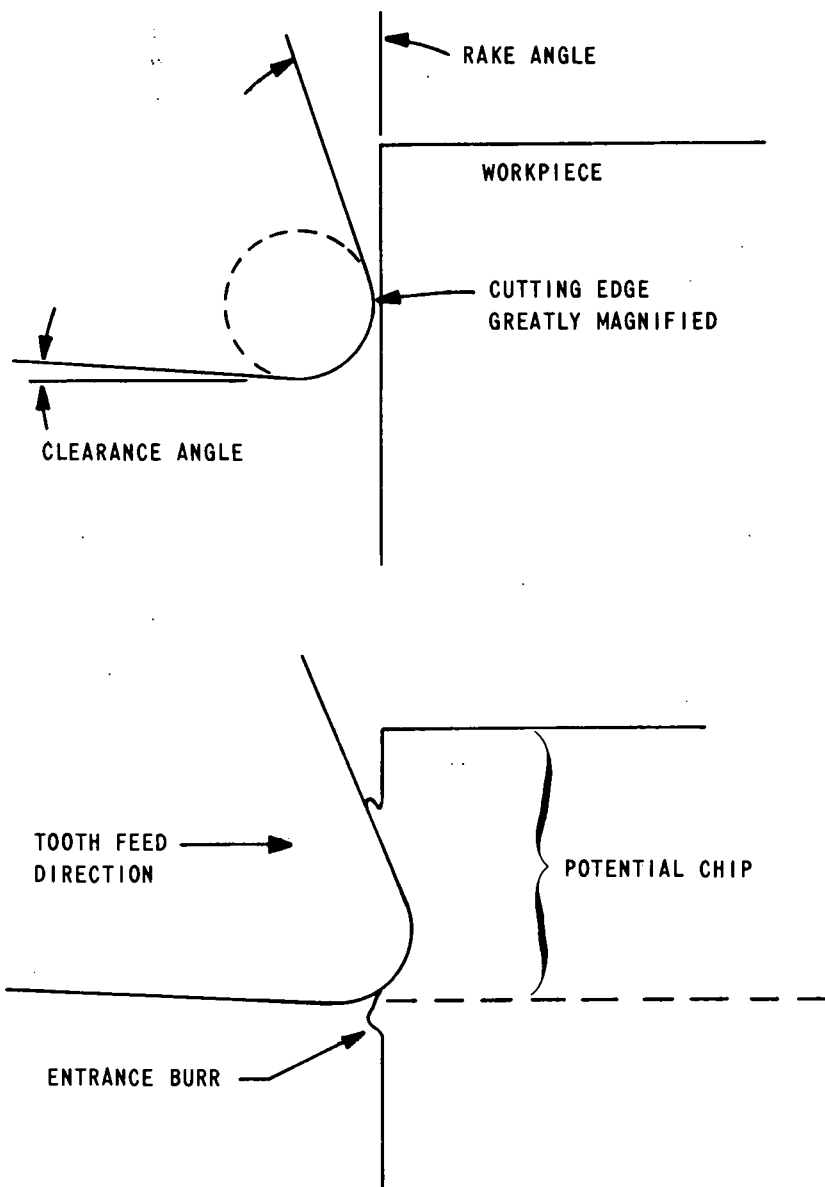 RAKE ANGLE
WORKPIECE
CUTTING EDGE
GREATLY MAGNIFIED
CLEARANCE ANGLE
TOOTH FEED
DIRECTION
POTENTIAL CHIP
ENTRANCE BURR